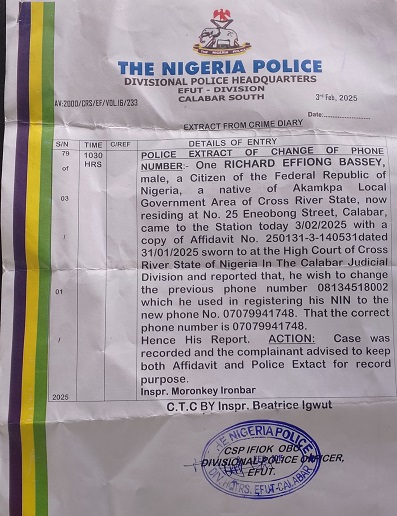 THE NIGERIA POLICE
DIVISIONAL POLICE HEADQUARTERS
EFUT - DIVISION
CALABAR SOUTH
3rd Feb, 2025
AV:2000/CRS/EF/VOL.16/233
Date:
EXTRACT FROM CRIME DIARY
S/N TIME C/REF DETAILS OF ENTRY
79 1030 POLICE EXTRACT OF CHANGE OF PHONE
HRS NUMBER:- One RICHARD EFFIONG BASSEY,
of male, a Citizen of the Federal Republic of
Nigeria, a native of Akamkpa Local
03 Government Area of Cross River State, now
residing at No. 25 Eneobong Street, Calabar,
came to the Station today 3/02/2025 with a
/ copy of Affidavit No. 250131-3-140531dated
31/01/2025 sworn to at the High Court of Cross
River State of Nigeria In The Calabar Judicial
Division and reported that, he wish to change
01 the previous phone number 08134518002
which he used in registering his NIN to the
new phone No. 07079941748. That the correct
phone number is 07079941748.
/ Hence His Report. ACTION: Case was
recorded and the complainant advised to keep
both Affidavit and Police Extact for record
purpose.
2025 Inspr. Moronkey Ironbar
C.T.C BY Inspr. Beatrice Igwut
THE NIGERIA POLICE
CSP IFIOK OBO
DIVISIONAL POLICE OFFICER,
EFUT.
DIV. HQTRS. EFUT-CALABAR